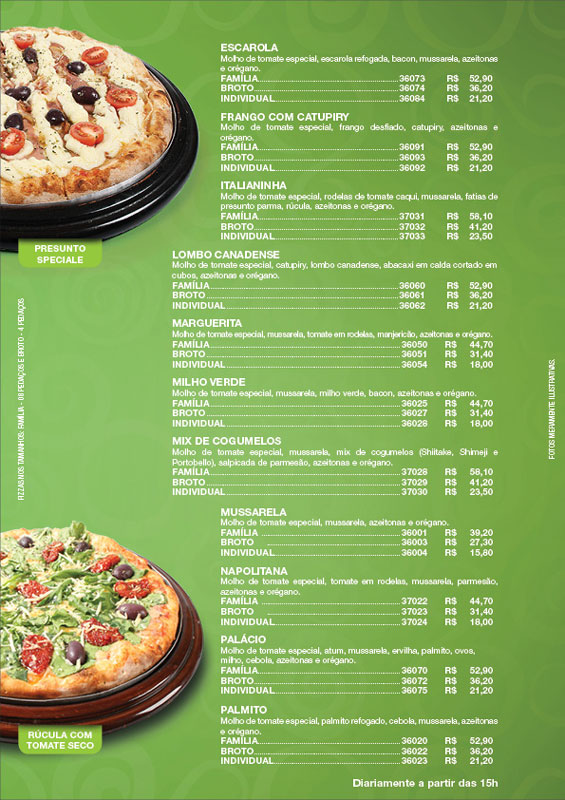 ESCAROLA
Molho de tomate especial, escarola refogada, bacon, mussarela, azeitonas
e orégano.
FAMÍLIA 36073 R$ 52,90
BROTO 36074 R$ 36,20
INDIVIDUAL 36084 R$ 21,20
FRANGO COM CATUPIRY
Molho de tomate especial, frango desfiado, catupiry, azeitonas e
orégano.
FAMÍLIA 36091 R$ 52,90
BROTO 36093 R$ 36,20
INDIVIDUAL 36092 R$ 21,20
ITALIANINHA
Molho de tomate especial, rodelas de tomate caqui, mussarela, fatias de
presunto parma, rúcula, azeitonas e orégano.
FAMÍLIA 37031 R$ 58,10
BROTO 37032 R$ 41,20
INDIVIDUAL 37033 R$ 23,50
PRESUNTO
SPECIALE
LOMBO CANADENSE
Molho de tomate especial, catupiry, lombo canadense, abacaxi em calda cortado em
cubos, azeitonas e orégano.
FAMÍLIA 36060 R$ 52,90
BROTO 36061 R$ 36,20
INDIVIDUAL 36062 R$ 21,20
MARGUERITA
Molho de tomate especial, mussarela, tomate em rodelas, manjericão, azeitonas e orégano.
FAMÍLIA 36050 R$ 44,70
BROTO 36051 R$ 31,40
INDIVIDUAL 36054 R$ 18,00
MILHO VERDE
Molho de tomate especial, mussarela, milho verde, bacon, azeitonas e orégano.
FAMÍLIA 36025 R$ 44,70
BROTO 36027 R$ 31,40
INDIVIDUAL 36028 R$ 18,00
MIX DE COGUMELOS
Molho de tomate especial, mussarela, mix de cogumelos (Shiitake, Shimeji e
Portobello), salpicada de parmesão, azeitonas e orégano.
FAMÍLIA 37028 R$ 58,10
BROTO 37029 R$ 41,20
INDIVIDUAL 37030 R$ 23,50
PIZZAS NOS TAMANHOS: FAMÍLIA - 08 PEDAÇOS E BROTO - 4 PEDAÇOS
FOTOS MERAMENTE ILUSTRATIVAS.
MUSSARELA
Molho de tomate especial, mussarela, azeitonas e orégano.
FAMÍLIA 36001 R$ 39,20
BROTO 36003 R$ 27,30
INDIVIDUAL 36004 R$ 15,80
NAPOLITANA
Molho de tomate especial, tomate em rodelas, mussarela, parmesão,
azeitonas e orégano.
FAMÍLIA 37022 R$ 44,70
BROTO 37023 R$ 31,40
INDIVIDUAL 37024 R$ 18,00
PALÁCIO
Molho de tomate especial, atum, mussarela, ervilha, palmito, ovos,
milho, cebola, azeitonas e orégano.
FAMÍLIA 36070 R$ 52,90
BROTO 36072 R$ 36,20
INDIVIDUAL 36075 R$ 21,20
PALMITO
Molho de tomate especial, palmito refogado, cebola, mussarela, azeitonas
e orégano.
FAMÍLIA 36020 R$ 52,90
BROTO 36022 R$ 36,20
INDIVIDUAL 36023 R$ 21,20
RÚCULA COM
TOMATE SECO
Diariamente a partir das 15h